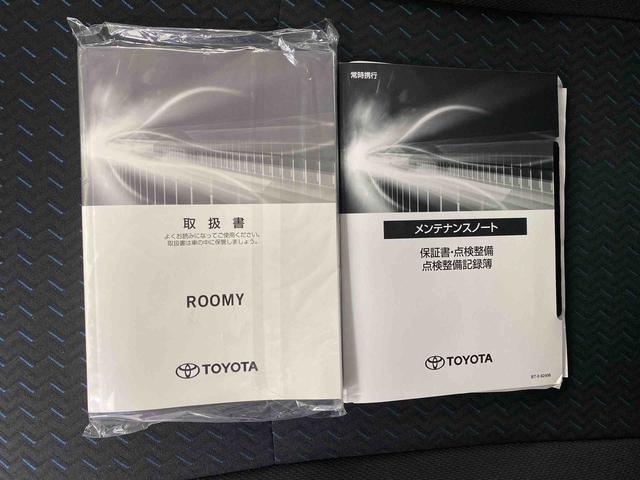 取扱書
よくお読みになってご使用ください。
取扱書は車の中に保管しましょう。
ROOMY
TOYOTA
常時携行
メンテナンスノート
保証書・点検整備
点検整備記録簿
TOYOTA